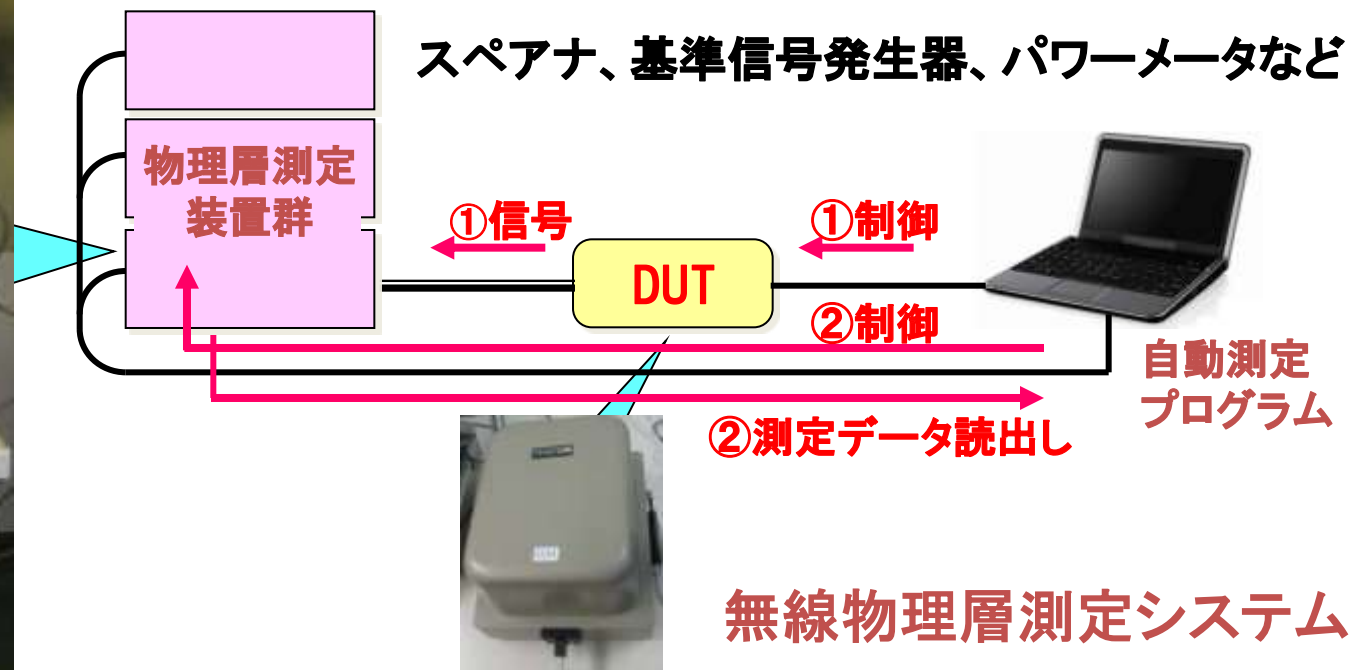 スペアナ、基準信号発生器、パワーメータなど
物理層測定
装置群
①信号
①制御
DUT
②制御
自動測定
プログラム
②測定データ読出し
無線物理層測定システム